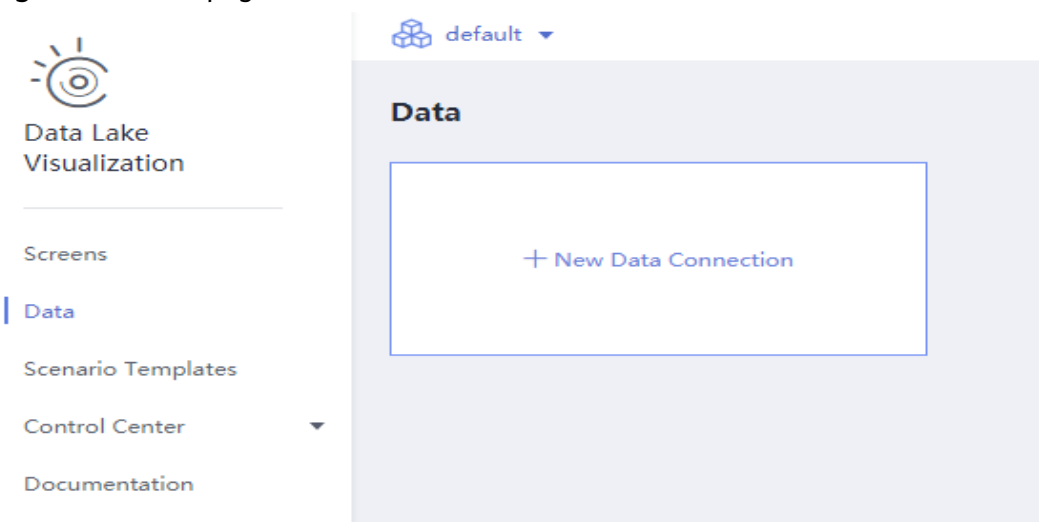 default
Data Lake
Visualization
Data
+ New Data Connection
Screens
Data
Scenario Templates
Control Center
Documentation